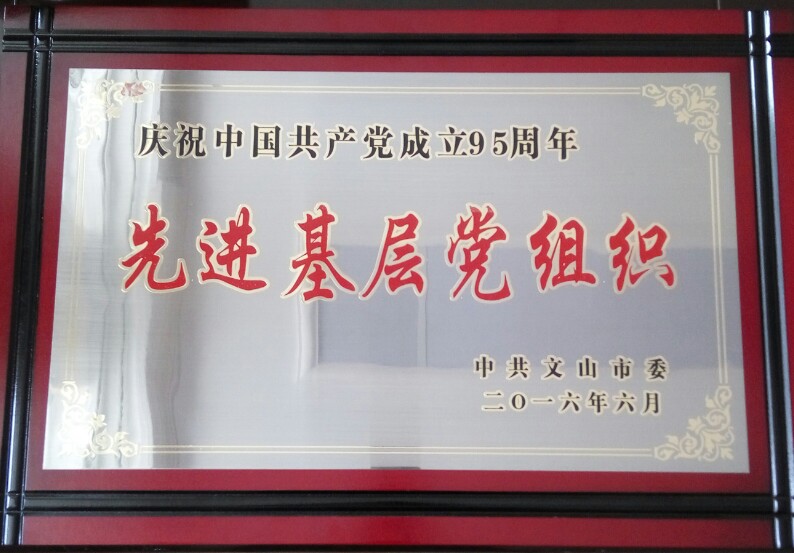 庆祝中国共产党成立95周年
先进基层党组织
中共文山市委
二〇一六年六月